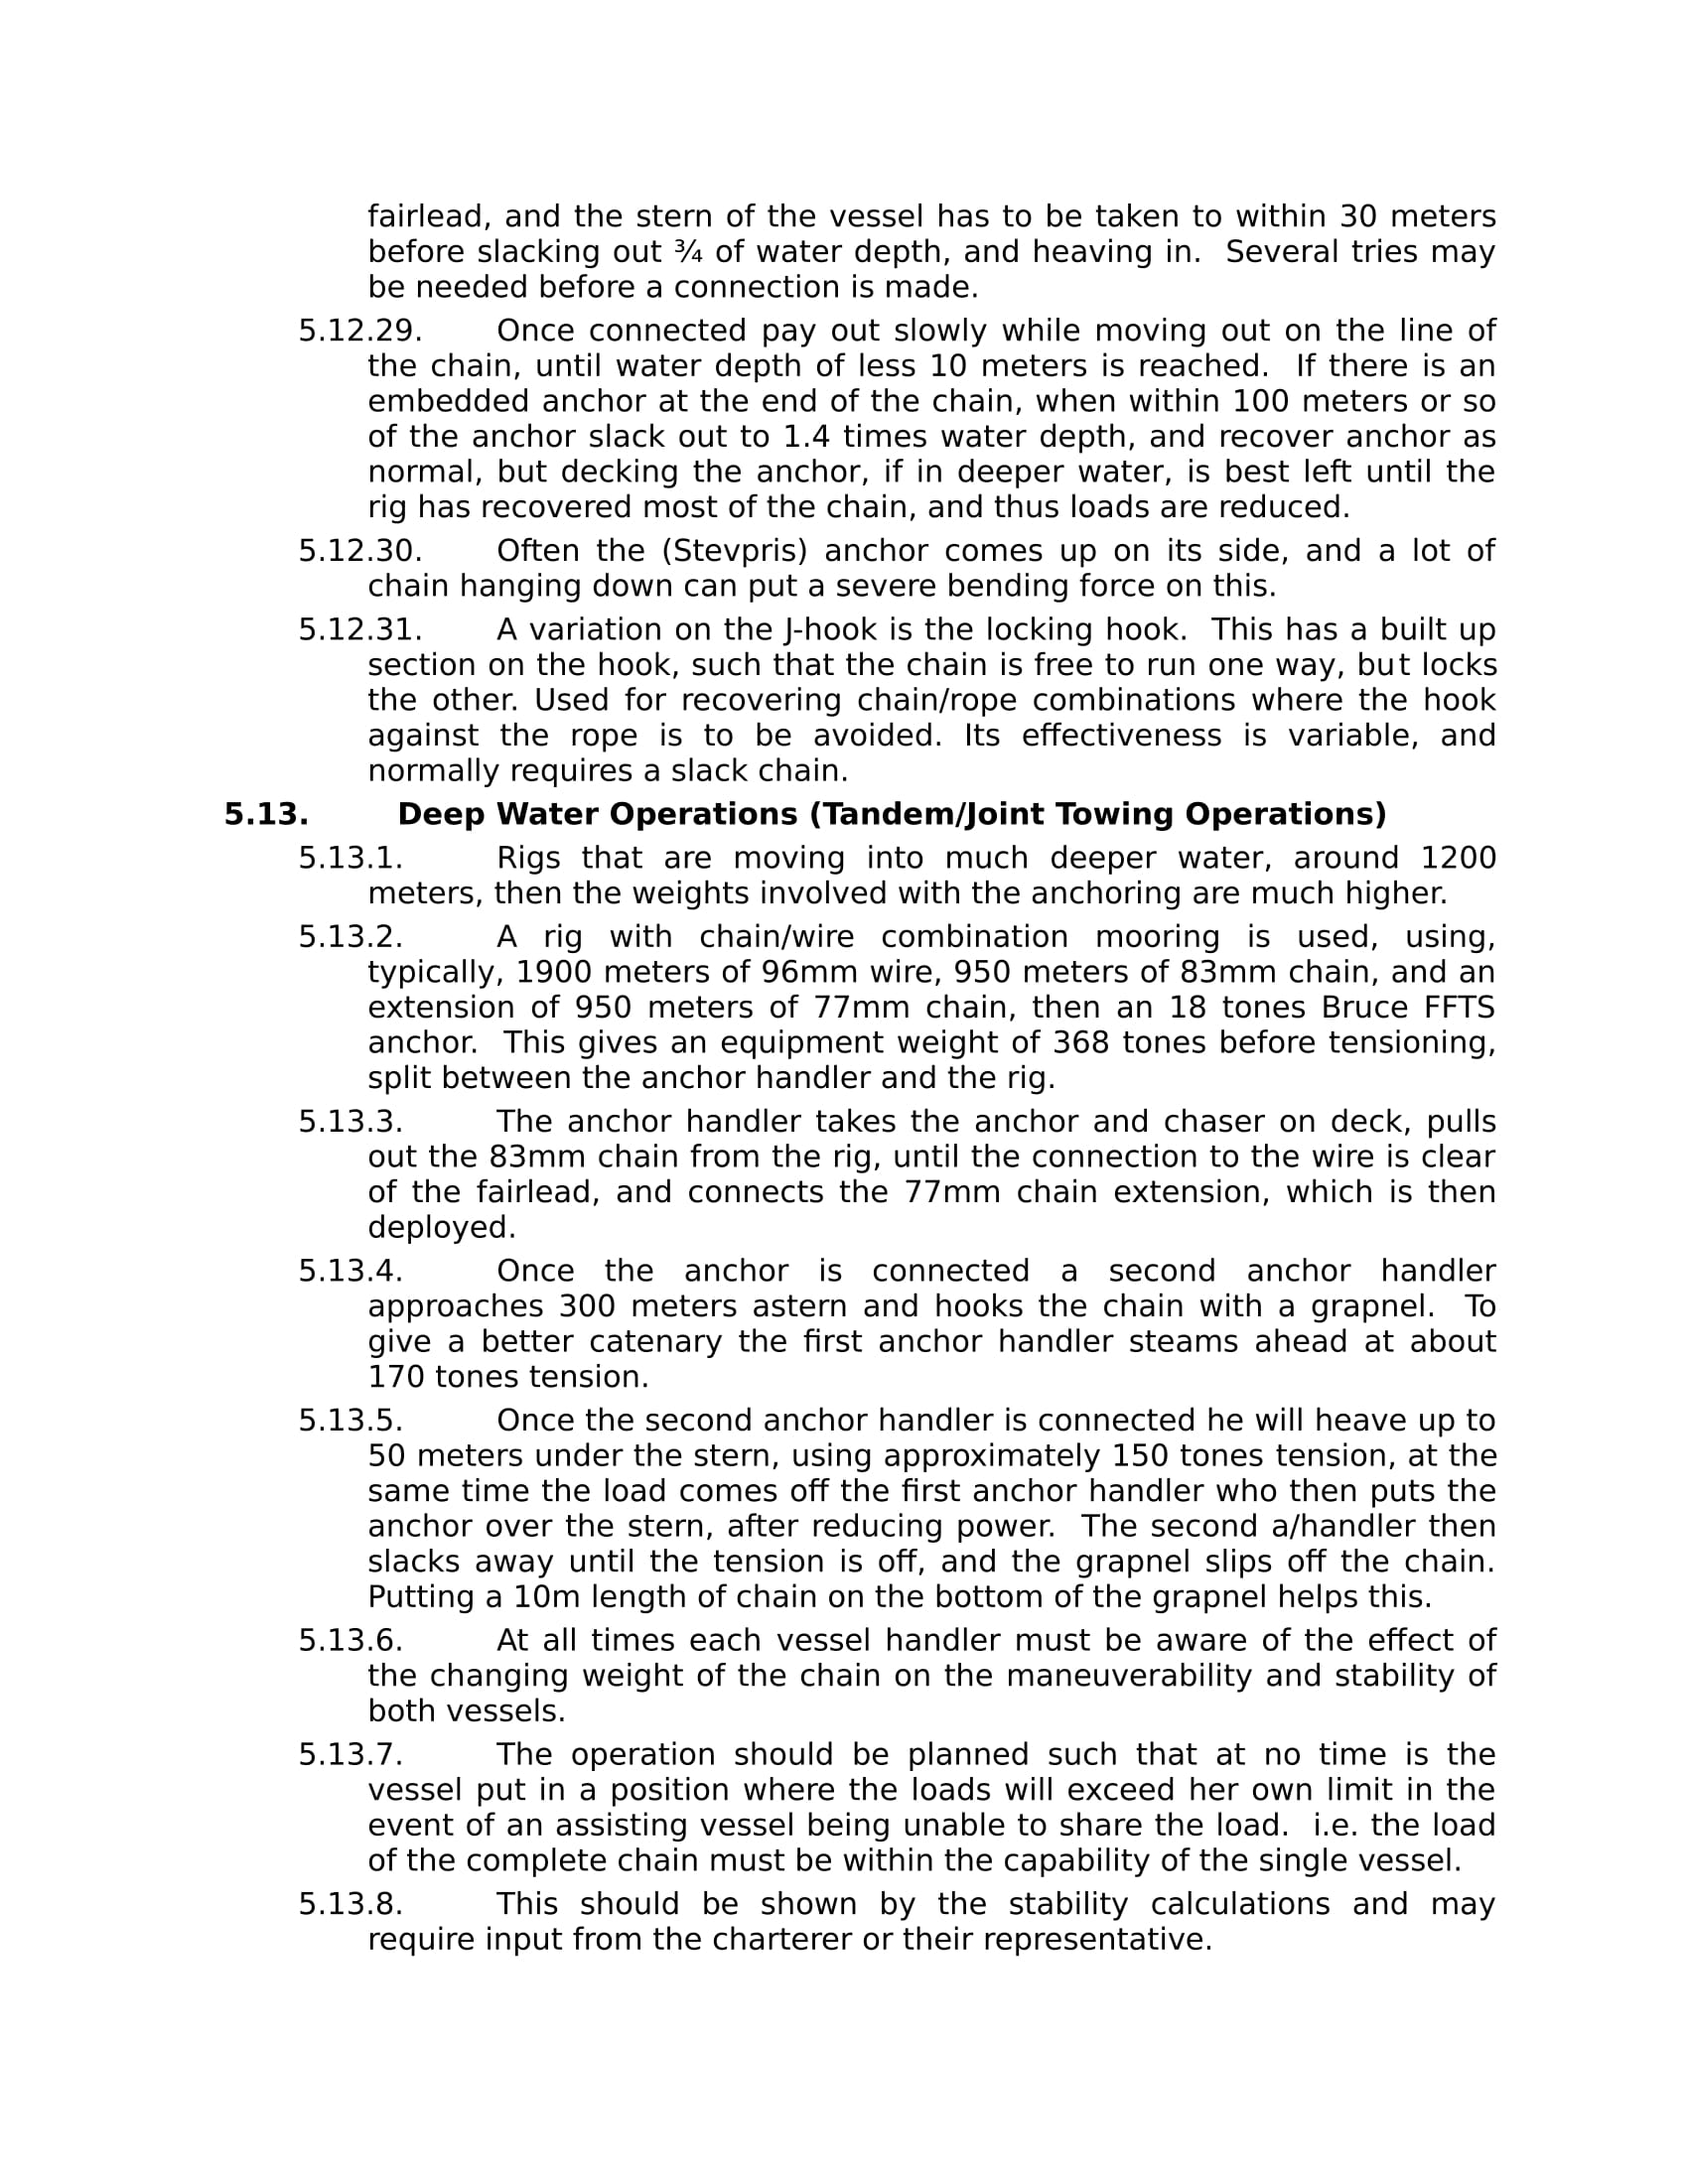 fairlead, and the stern of the vessel has to be taken to within 30 meters
before slacking out ¾ of water depth, and heaving in.  Several tries may
be needed before a connection is made.
5.12.29. Once connected pay out slowly while moving out on the line of
the chain, until water depth of less 10 meters is reached.  If there is an
embedded anchor at the end of the chain, when within 100 meters or so
of the anchor slack out to 1.4 times water depth, and recover anchor as
normal, but decking the anchor, if in deeper water, is best left until the
rig has recovered most of the chain, and thus loads are reduced.
5.12.30. Often the (Stevpris) anchor comes up on its side, and a lot of
chain hanging down can put a severe bending force on this.
5.12.31. A variation on the J-hook is the locking hook.  This has a built up
section on the hook, such that the chain is free to run one way, but locks
the other. Used for recovering chain/rope combinations where the hook
against the rope is to be avoided. Its effectiveness is variable, and
normally requires a slack chain.
5.13. Deep Water Operations (Tandem/Joint Towing Operations)
5.13.1. Rigs that are moving into much deeper water, around 1200
meters, then the weights involved with the anchoring are much higher.
5.13.2. A rig with chain/wire combination mooring is used, using,
typically, 1900 meters of 96mm wire, 950 meters of 83mm chain, and an
extension of 950 meters of 77mm chain, then an 18 tones Bruce FFTS
anchor.  This gives an equipment weight of 368 tones before tensioning,
split between the anchor handler and the rig.
5.13.3. The anchor handler takes the anchor and chaser on deck, pulls
out the 83mm chain from the rig, until the connection to the wire is clear
of the fairlead, and connects the 77mm chain extension, which is then
deployed.
5.13.4. Once the anchor is connected a second anchor handler
approaches 300 meters astern and hooks the chain with a grapnel.  To
give a better catenary the first anchor handler steams ahead at about
170 tones tension.
5.13.5. Once the second anchor handler is connected he will heave up to
50 meters under the stern, using approximately 150 tones tension, at the
same time the load comes off the first anchor handler who then puts the
anchor over the stern, after reducing power.  The second a/handler then
slacks away until the tension is off, and the grapnel slips off the chain.
Putting a 10m length of chain on the bottom of the grapnel helps this.
5.13.6. At all times each vessel handler must be aware of the effect of
the changing weight of the chain on the maneuverability and stability of
both vessels.
5.13.7. The operation should be planned such that at no time is the
vessel put in a position where the loads will exceed her own limit in the
event of an assisting vessel being unable to share the load.  i.e. the load
of the complete chain must be within the capability of the single vessel.
5.13.8. This should be shown by the stability calculations and may
require input from the charterer or their representative.